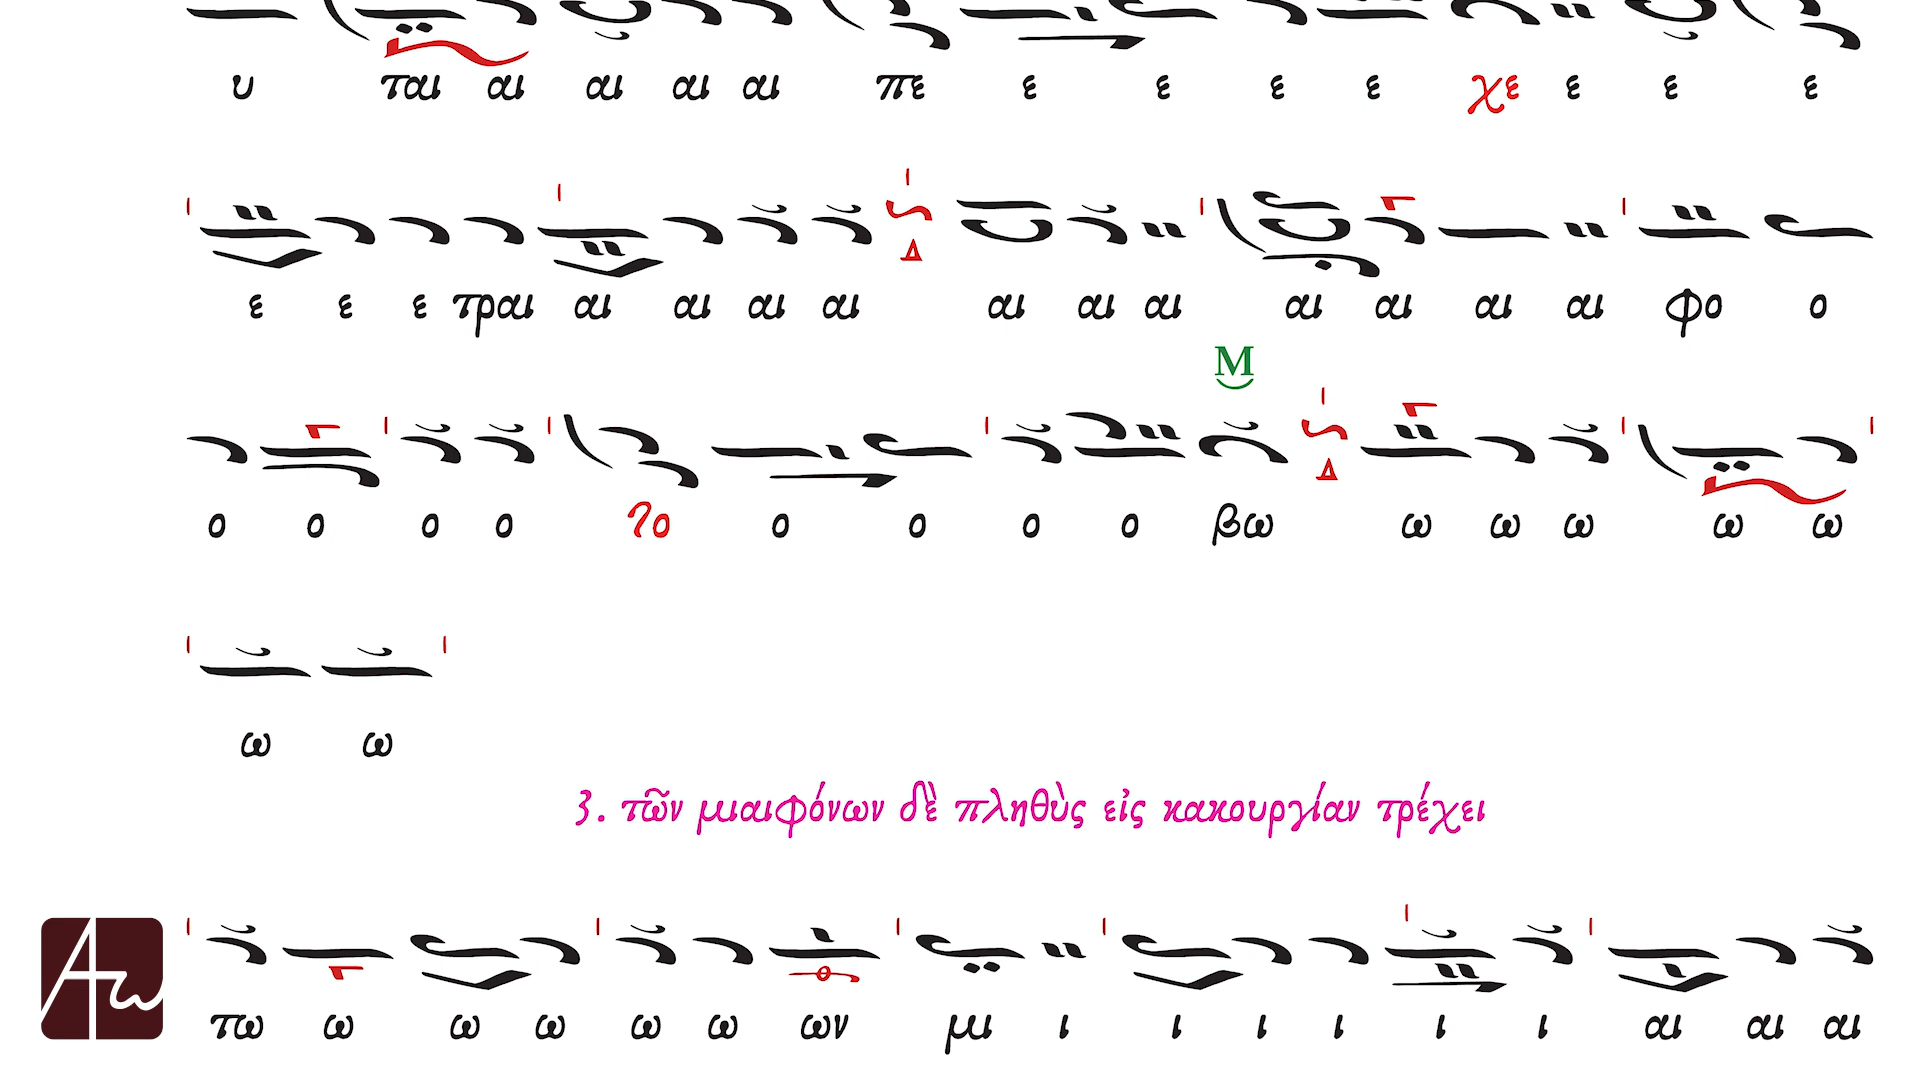 υ ται αι αι αι αι πε ε ε ε ε χε ε ε ε
ε ε ε τραι αι αι αι αι Δ αι αι αι αι αι αι αι φο ο
Μ
ο ο ο ο γο ο ο ο ο βω Δ ω ω ω ω ω
ω ω
3. τῶν μιαιφόνων δὲ πληθὺς εἰς κακουργίαν τρέχει
τω ω ω ω ω ω ων μι ι ι ι ι ι ι αι αι αι
Αω